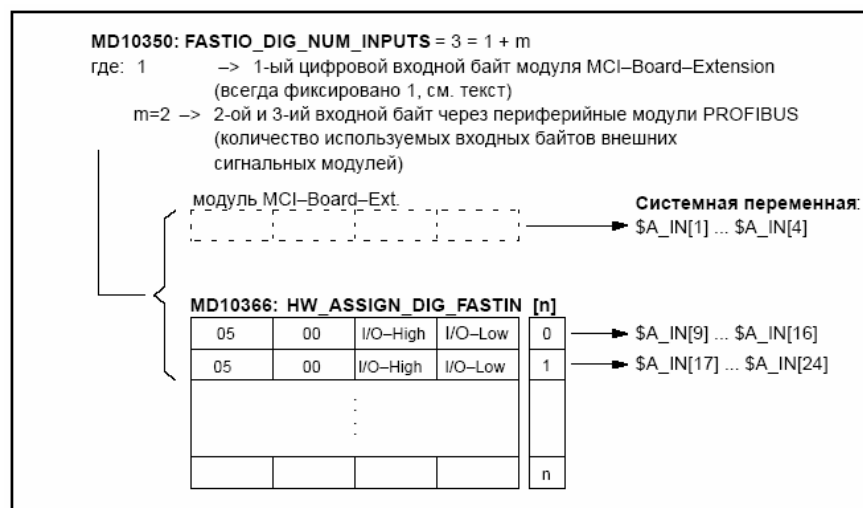 MD10350: FASTIO_DIG_NUM_INPUTS = 3 = 1 + m
где: 1 –> 1-ый цифровой входной байт модуля MCI–Board–Extension
(всегда фиксировано 1, см. текст)
m=2 –> 2-ой и 3-ий входной байт через периферийные модули PROFIBUS
(количество используемых входных байтов внешних
сигнальных модулей)
модуль MCI–Board–Ext.
Системная переменная:
$A_IN[1] ... $A_IN[4]
MD10366: HW_ASSIGN_DIG_FASTIN [n]
05 00 I/O–High I/O–Low 0 $A_IN[9] ... $A_IN[16]
05 00 I/O–High I/O–Low 1 $A_IN[17] ... $A_IN[24]
n